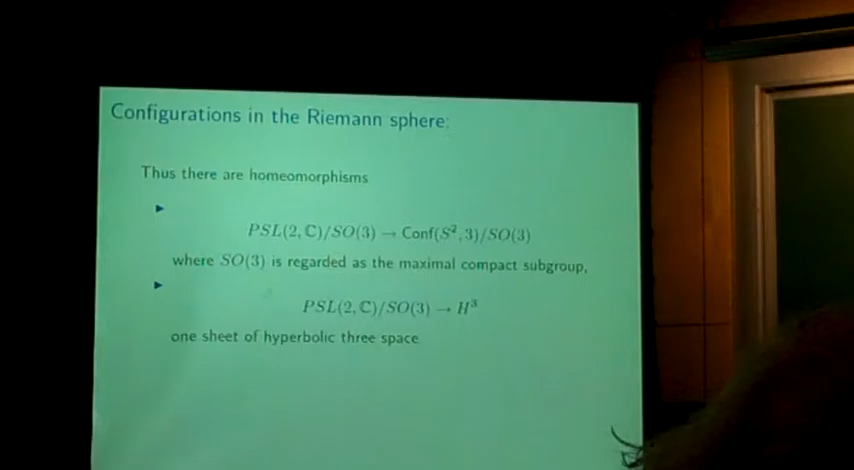 Configurations in the Riemann sphere:
Thus there are homeomorphisms
PSL(2, ℂ)/SO(3) → Conf(S², 3)/SO(3)
where SO(3) is regarded as the maximal compact subgroup,
PSL(2, ℂ)/SO(3) → H³
one sheet of hyperbolic three space